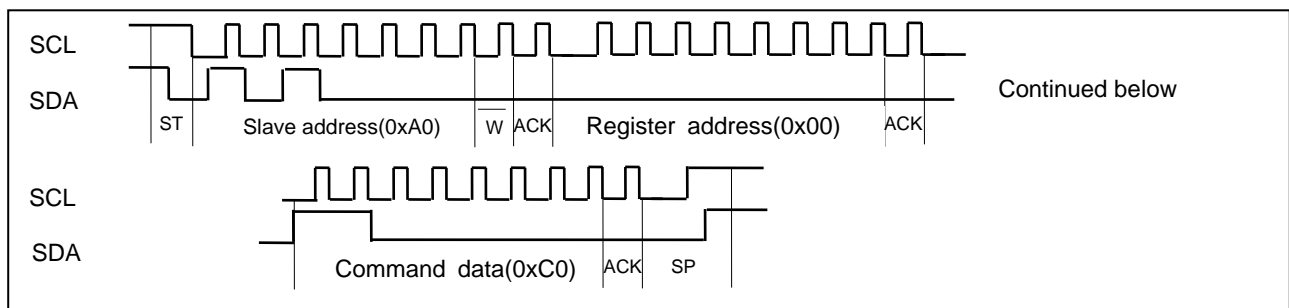 SCL
SDA
Continued below
ST Slave address(0xA0) W ACK Register address(0x00) ACK
SCL
SDA
Command data(0xC0) ACK SP